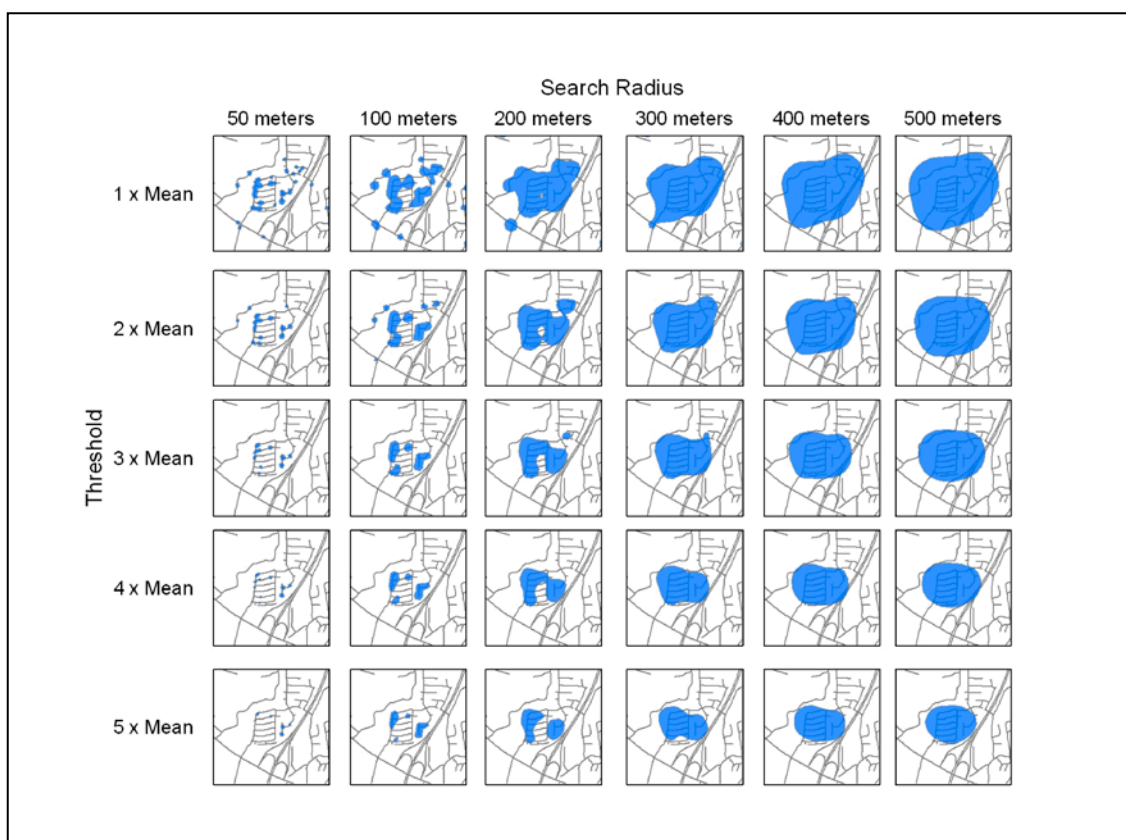 Search Radius
50 meters 100 meters 200 meters 300 meters 400 meters 500 meters
1 x Mean
2 x Mean
Threshold
3 x Mean
4 x Mean
5 x Mean